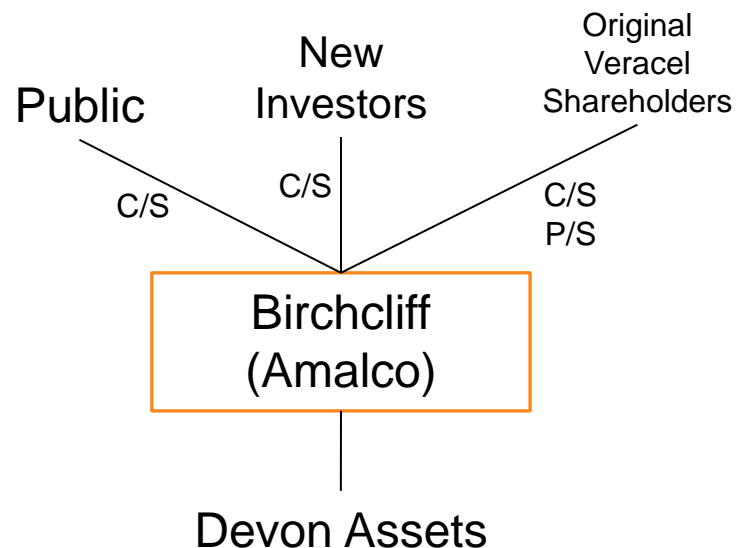 Public
New
Investors
Original
Veracel
Shareholders
C/S
C/S
C/S
P/S
Birchcliff
(Amalco)
Devon Assets